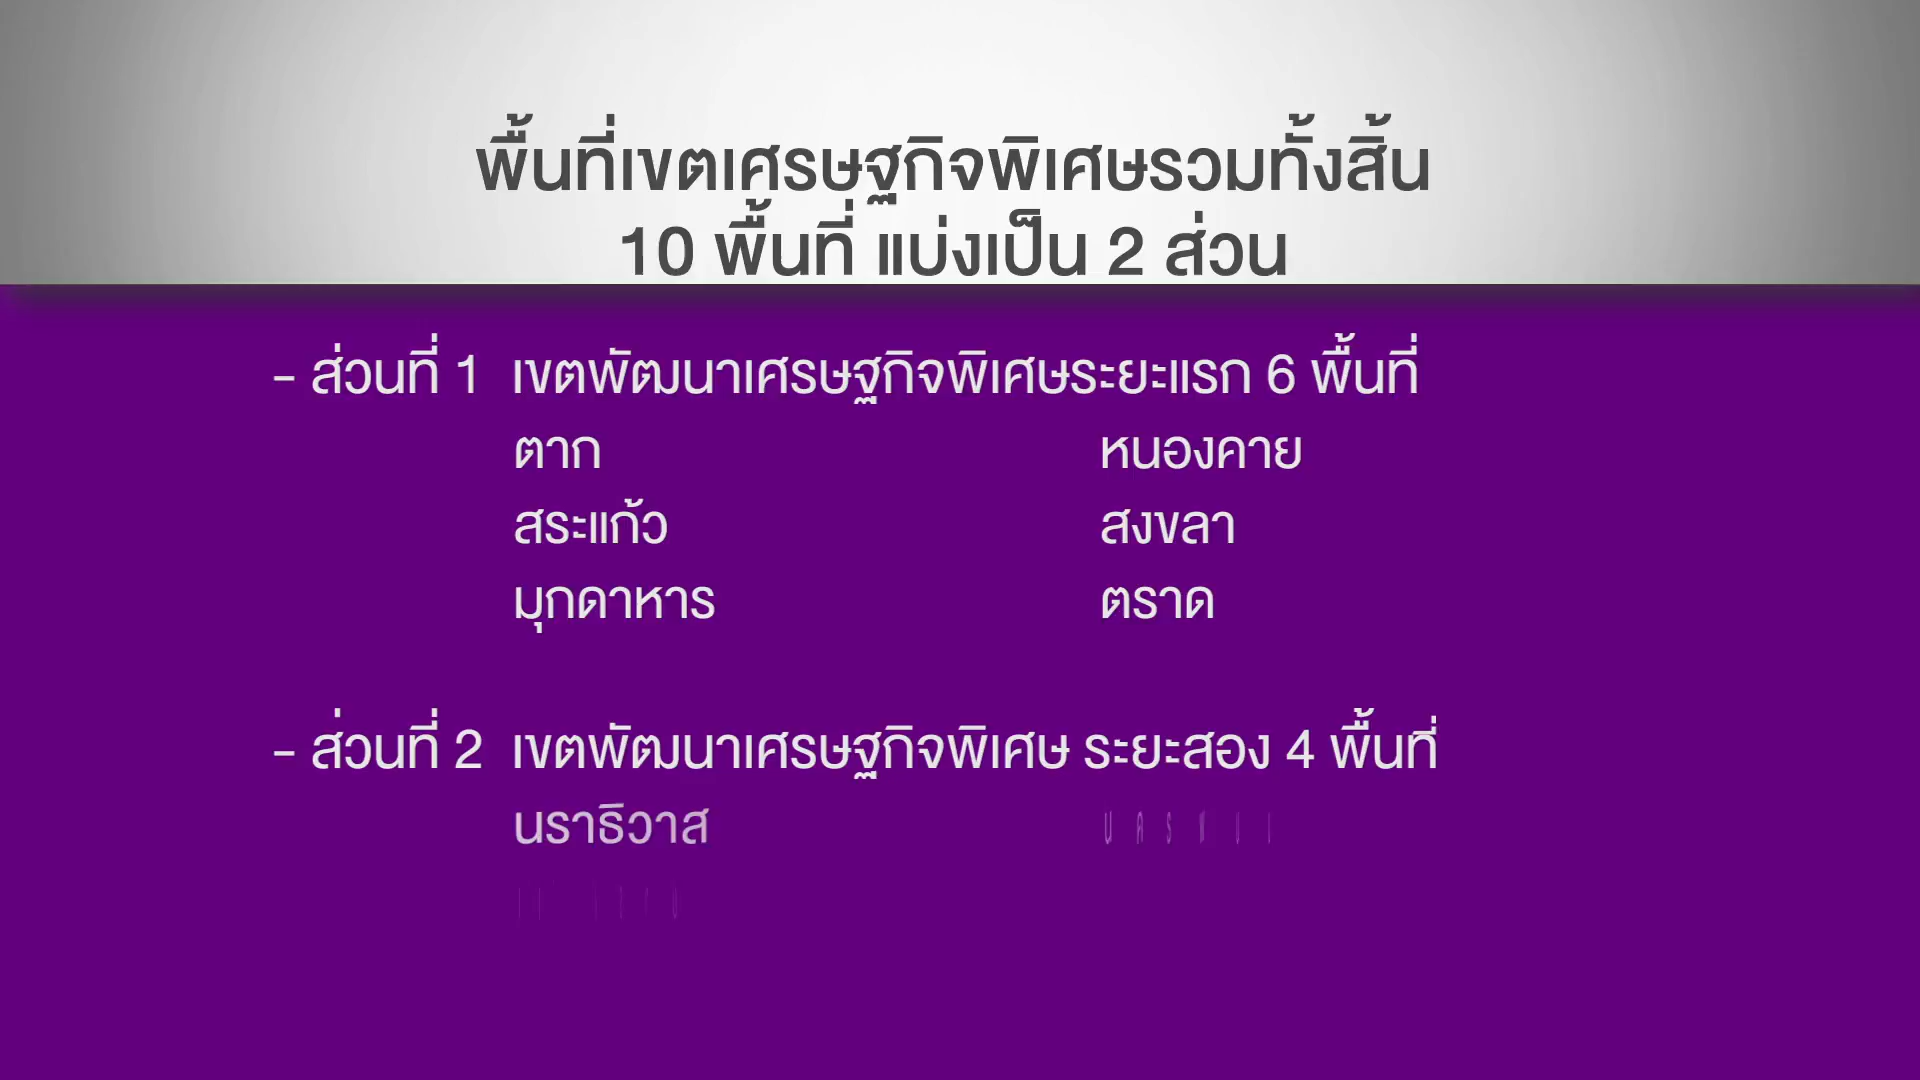 พื้นที่เขตเศรษฐกิจพิเศษรวมทั้งสิ้น
10 พื้นที่ แบ่งเป็น 2 ส่วน
- ส่วนที่ 1 เขตพัฒนาเศรษฐกิจพิเศษระยะแรก 6 พื้นที่
ตาก หนองคาย
สระแก้ว สงขลา
มุกดาหาร ตราด
- ส่วนที่ 2 เขตพัฒนาเศรษฐกิจพิเศษ ระยะสอง 4 พื้นที่
นราธิวาส